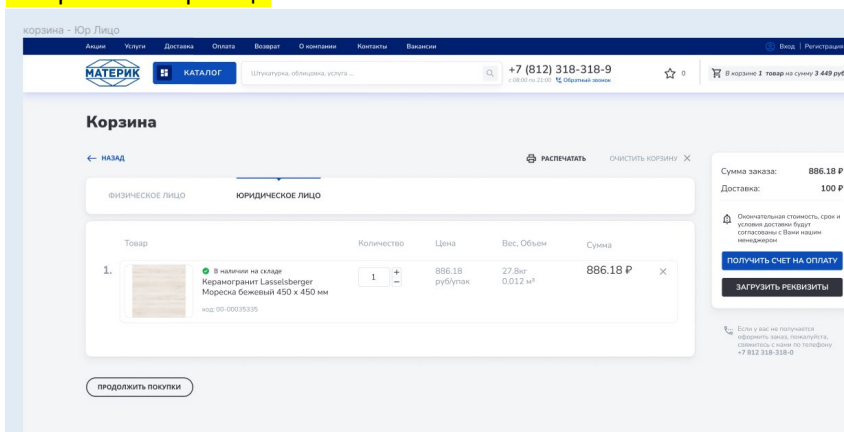 корзина - Юр Лицо
Акции Услуги Доставка Оплата Возврат О компании Контакты Вакансии Вход | Регистрация
МАТЕРИК КАТАЛОГ Штукатурка, облицовка, услуга ... +7 (812) 318-318-9 0 В корзине 1 товар на сумму 3 449 руб
с 09:00 по 21:00 Обратный звонок
Корзина
НАЗАД РАСПЕЧАТАТЬ ОЧИСТИТЬ КОРЗИНУ
ФИЗИЧЕСКОЕ ЛИЦО ЮРИДИЧЕСКОЕ ЛИЦО
Товар Количество Цена Вес, Объем Сумма
1. В наличии на складе
Керамогранит Lasselsberger
Мореска бежевый 450 x 450 мм
код: 00-00035335
1 + −
886.18
руб/упак
27.8кг
0.012 м³
886.18 ₽
ПРОДОЛЖИТЬ ПОКУПКИ
Сумма заказа: 886.18 ₽
Доставка: 100 ₽
Окончательная стоимость, срок и
условия доставки будут
согласованы с Вами нашим
менеджером
ПОЛУЧИТЬ СЧЕТ НА ОПЛАТУ
ЗАГРУЗИТЬ РЕКВИЗИТЫ
Если у вас не получается
оформить заказ, пожалуйста,
свяжитесь с нами по телефону
+7 812 318-318-0